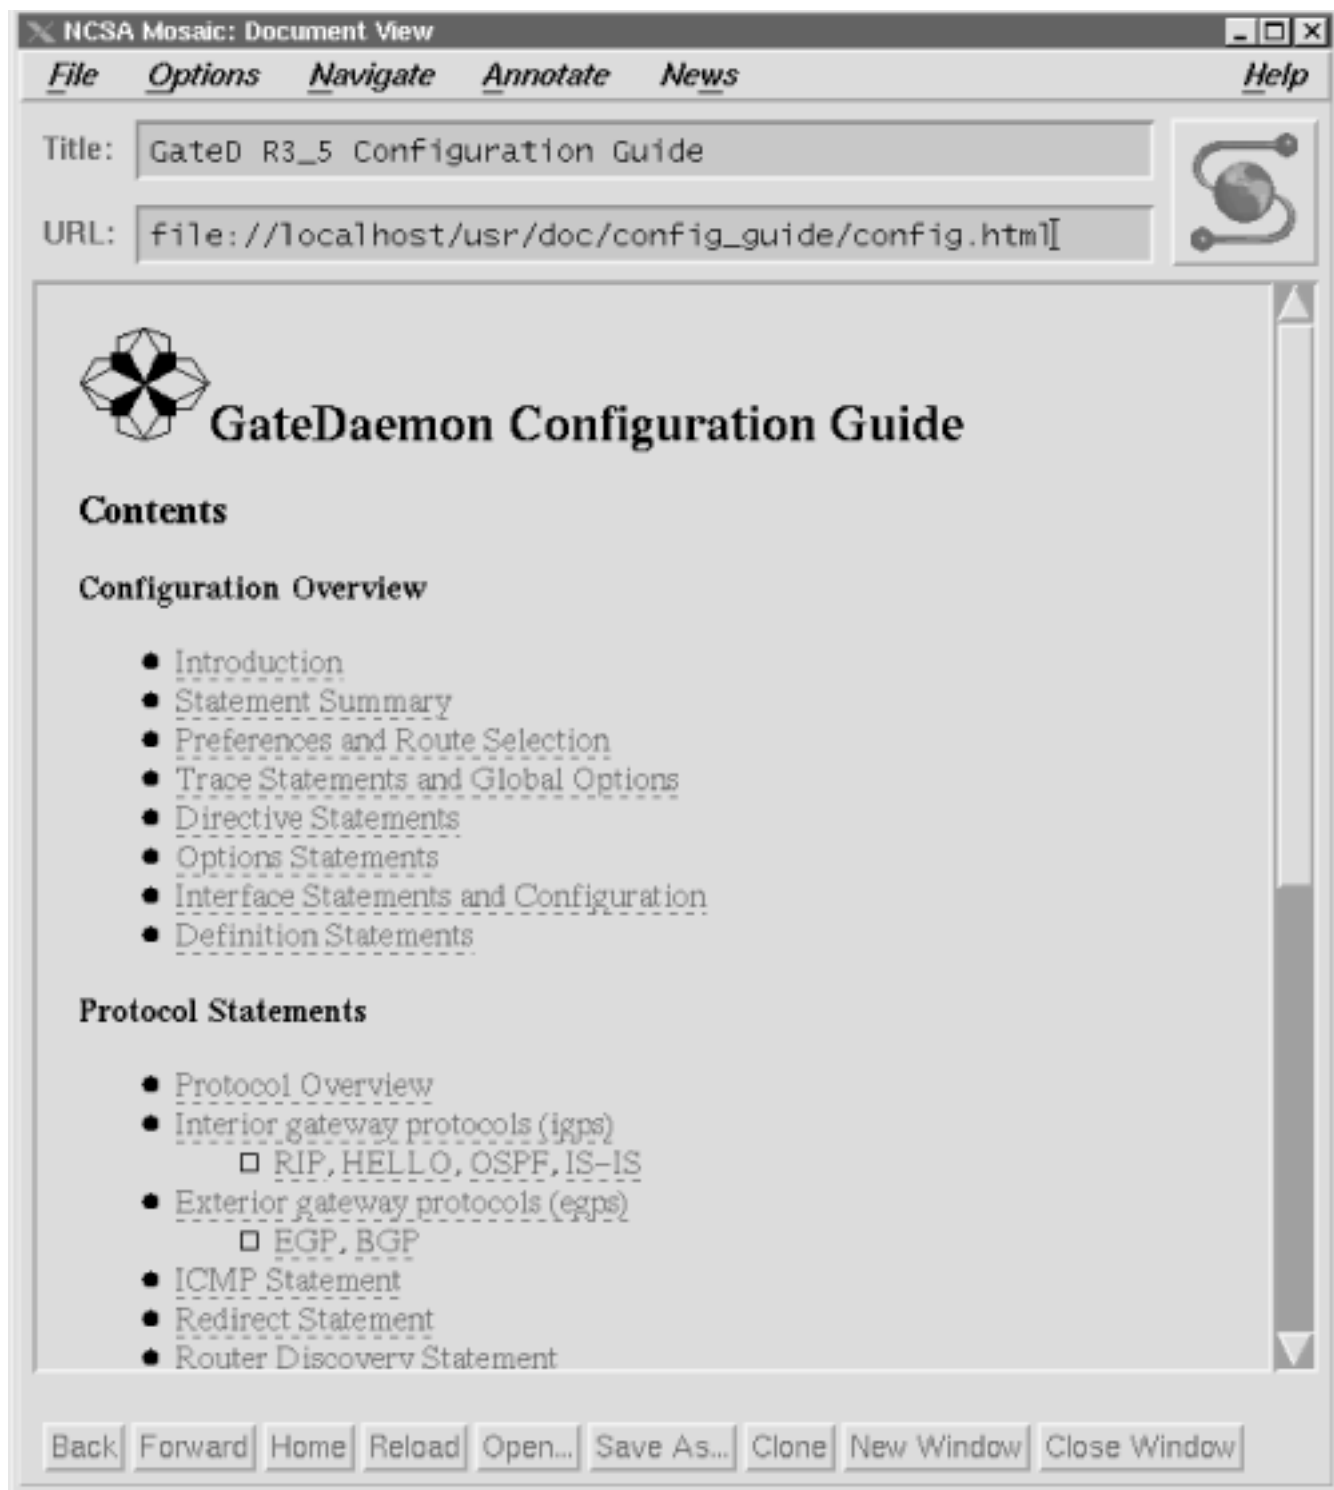 NCSA Mosaic: Document View
File Options Navigate Annotate News Help
Title: GateD R3_5 Configuration Guide
URL: file://localhost/usr/doc/config_guide/config.html
GateDaemon Configuration Guide
Contents
Configuration Overview
Introduction
Statement Summary
Preferences and Route Selection
Trace Statements and Global Options
Directive Statements
Options Statements
Interface Statements and Configuration
Definition Statements
Protocol Statements
Protocol Overview
Interior gateway protocols (igps)
RIP, HELLO, OSPF, IS-IS
Exterior gateway protocols (egps)
EGP, BGP
ICMP Statement
Redirect Statement
Router Discovery Statement
Back Forward Home Reload Open... Save As... Clone New Window Close Window